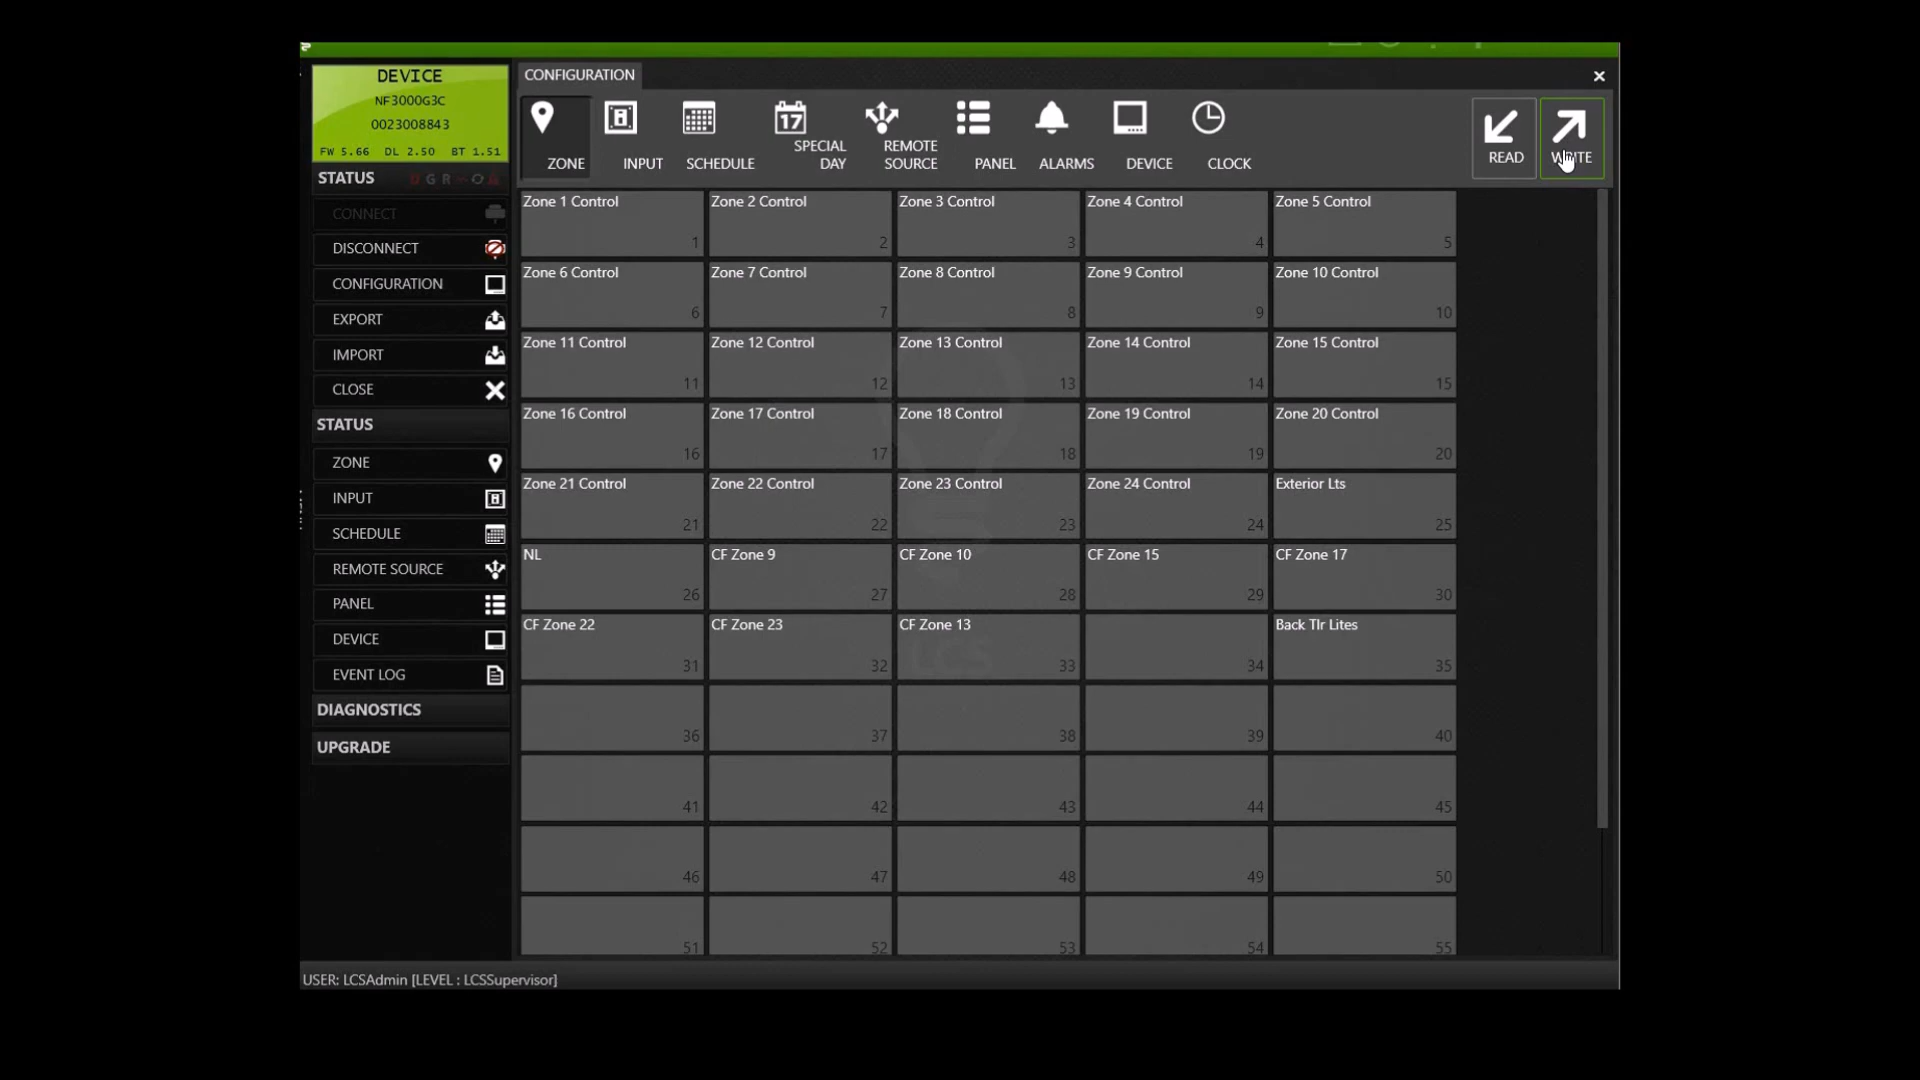 DEVICE
NF3000G3C
0023008843
FW 5.66 DL 2.50 BT 1.51
STATUS
CONNECT
DISCONNECT
CONFIGURATION
EXPORT
IMPORT
CLOSE
STATUS
ZONE
INPUT
SCHEDULE
REMOTE SOURCE
PANEL
DEVICE
EVENT LOG
DIAGNOSTICS
UPGRADE
CONFIGURATION
ZONE
INPUT
SCHEDULE
17
SPECIAL
DAY
REMOTE
SOURCE
PANEL
ALARMS
DEVICE
CLOCK
READ
WRITE
Zone 1 Control
1
Zone 2 Control
2
Zone 3 Control
3
Zone 4 Control
4
Zone 5 Control
5
Zone 6 Control
6
Zone 7 Control
7
Zone 8 Control
8
Zone 9 Control
9
Zone 10 Control
10
Zone 11 Control
11
Zone 12 Control
12
Zone 13 Control
13
Zone 14 Control
14
Zone 15 Control
15
Zone 16 Control
16
Zone 17 Control
17
Zone 18 Control
18
Zone 19 Control
19
Zone 20 Control
20
Zone 21 Control
21
Zone 22 Control
22
Zone 23 Control
23
Zone 24 Control
24
Exterior Lts
25
NL
26
CF Zone 9
27
CF Zone 10
28
CF Zone 15
29
CF Zone 17
30
CF Zone 22
31
CF Zone 23
32
CF Zone 13
33
34
Back Tlr Lites
35
36
37
38
39
40
41
42
43
44
45
46
47
48
49
50
51
52
53
54
55
LCS
USER: LCSAdmin [LEVEL : LCSSupervisor]